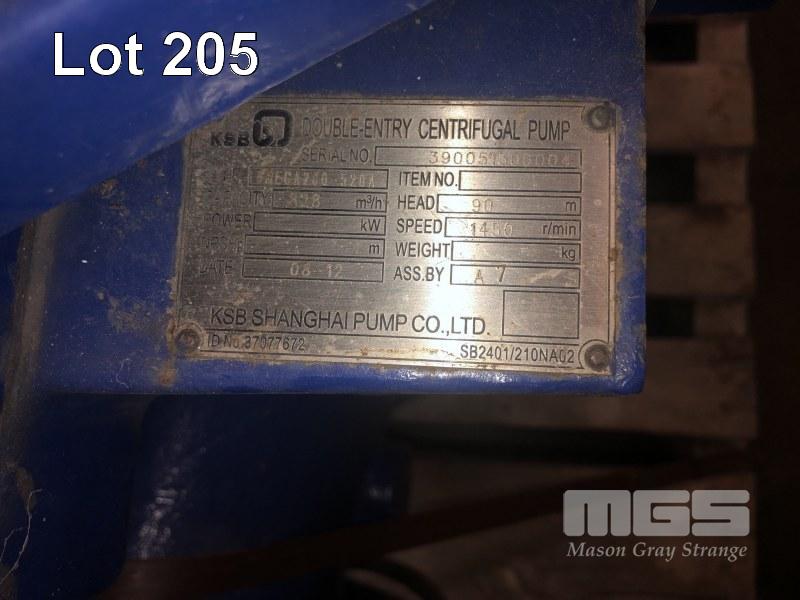 Lot 205
KSB DOUBLE-ENTRY CENTRIFUGAL PUMP
SERIAL NO.
ITEM NO.
m³/h HEAD 90 m
POWER kW SPEED 1450 r/min
m WEIGHT kg
DATE 08-12 ASS.BY A 7
KSB SHANGHAI PUMP CO.,LTD.
ID No.37077672 SB2401/210NA02
MGS
Mason Gray Strange